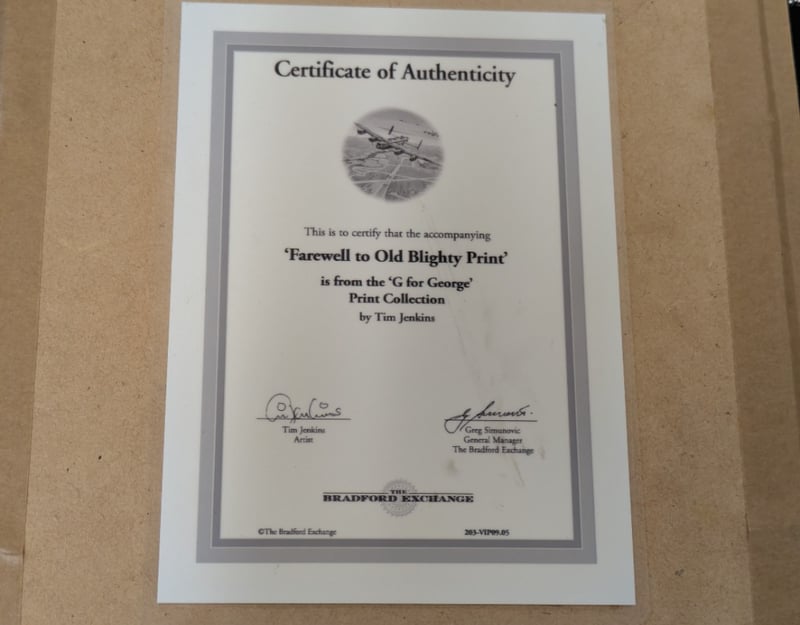 Certificate of Authenticity
This is to certify that the accompanying
‘Farewell to Old Blighty Print’
is from the ‘G for George’
Print Collection
by Tim Jenkins
Tim Jenkins
Artist
Greg Simunovic
General Manager
The Bradford Exchange
THE
BRADFORD EXCHANGE
©The Bradford Exchange
203-VIP09.05